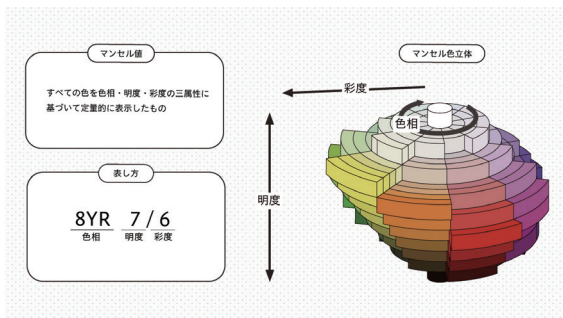 マンセル値
すべての色を色相・明度・彩度の三属性に
基づいて定量的に表示したもの
表し方
8YR 7/6
色相 明度 彩度
マンセル色立体
彩度
色相
明度